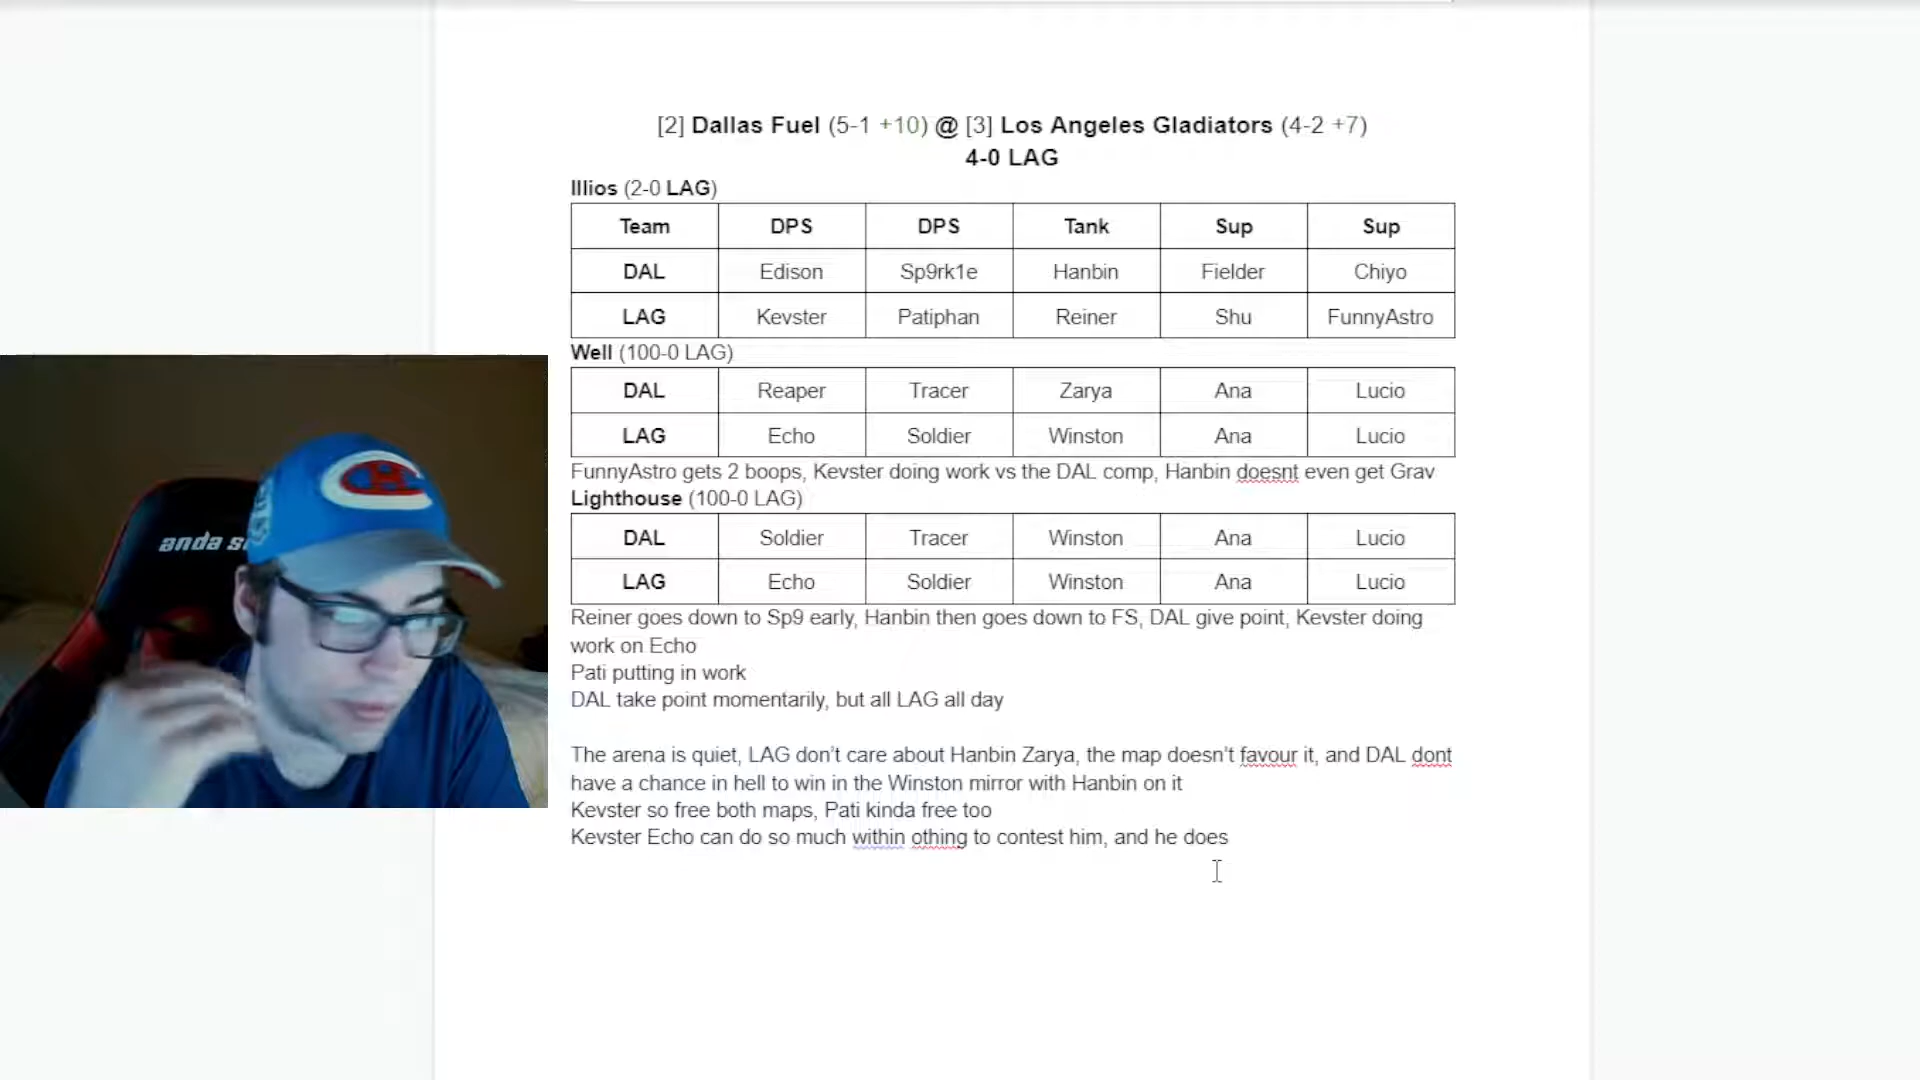 [2] Dallas Fuel (5-1 +10) @ [3] Los Angeles Gladiators (4-2 +7)
4-0 LAG
Illios (2-0 LAG)
Team DPS DPS Tank Sup Sup
DAL Edison Sp9rk1e Hanbin Fielder Chiyo
LAG Kevster Patiphan Reiner Shu FunnyAstro
Well (100-0 LAG)
DAL Reaper Tracer Zarya Ana Lucio
LAG Echo Soldier Winston Ana Lucio
FunnyAstro gets 2 boops, Kevster doing work vs the DAL comp, Hanbin doesnt even get Grav
Lighthouse (100-0 LAG)
DAL Soldier Tracer Winston Ana Lucio
LAG Echo Soldier Winston Ana Lucio
Reiner goes down to Sp9 early, Hanbin then goes down to FS, DAL give point, Kevster doing
work on Echo
Pati putting in work
DAL take point momentarily, but all LAG all day
The arena is quiet, LAG don't care about Hanbin Zarya, the map doesn't favour it, and DAL dont
have a chance in hell to win in the Winston mirror with Hanbin on it
Kevster so free both maps, Pati kinda free too
Kevster Echo can do so much within othing to contest him, and he does
anda s